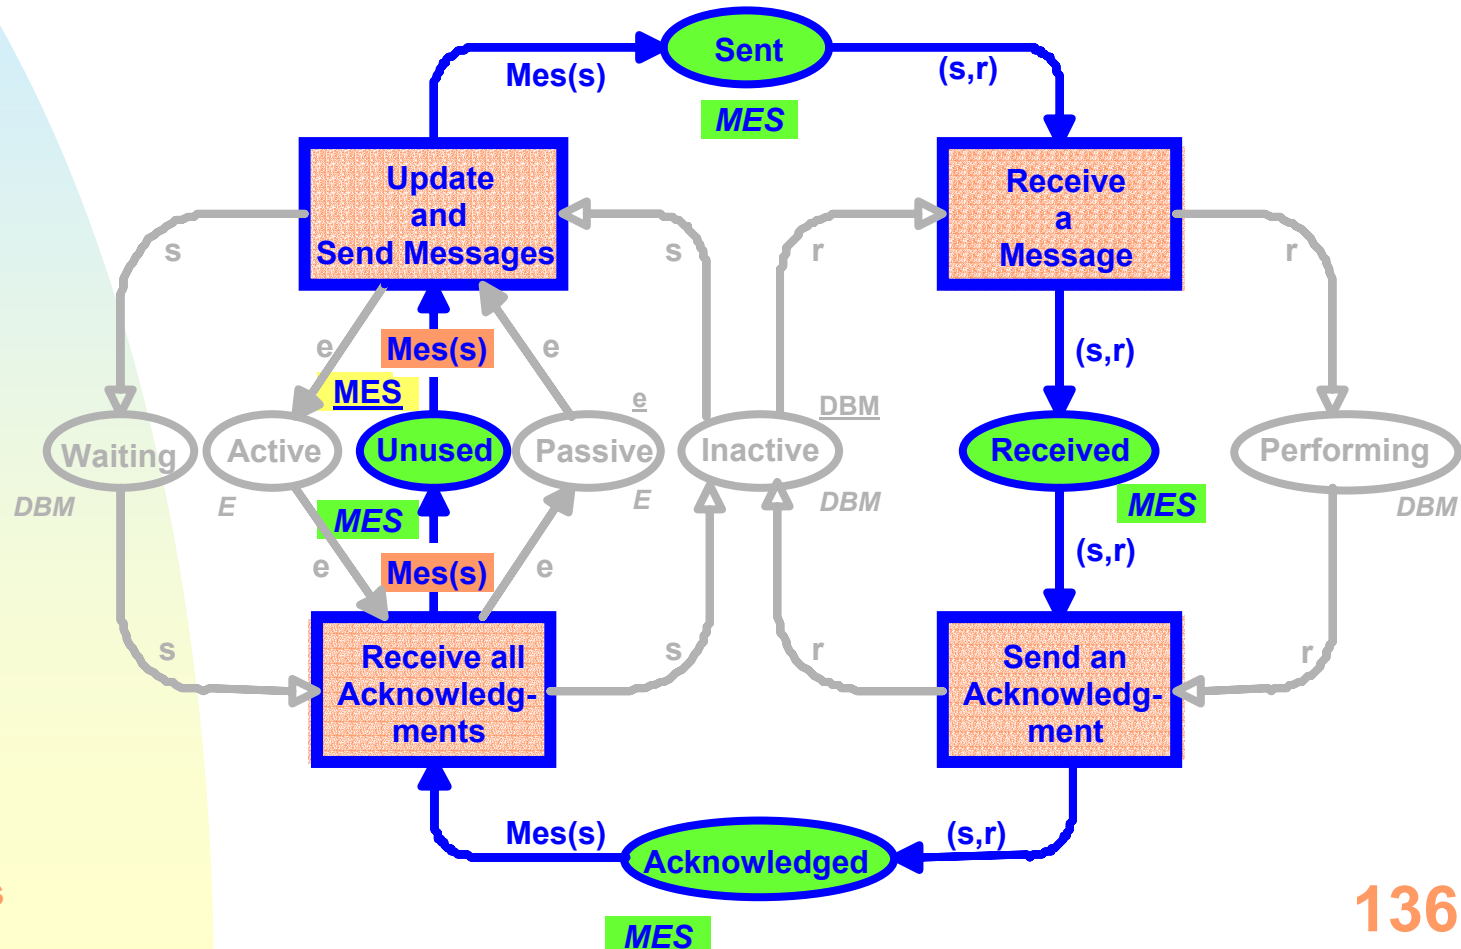 Sent
Mes(s)
(s,r)
MES
Update
and
Send Messages
Receive
a
Message
s
s
r
r
e
Mes(s)
e
(s,r)
MES
e
DBM
Waiting
Active
Unused
Passive
Inactive
Received
Performing
DBM
E
MES
E
DBM
MES
DBM
e
Mes(s)
e
(s,r)
s
s
r
r
Receive all
Acknowledg-
ments
Send an
Acknowledg-
ment
Mes(s)
(s,r)
Acknowledged
MES
s
136